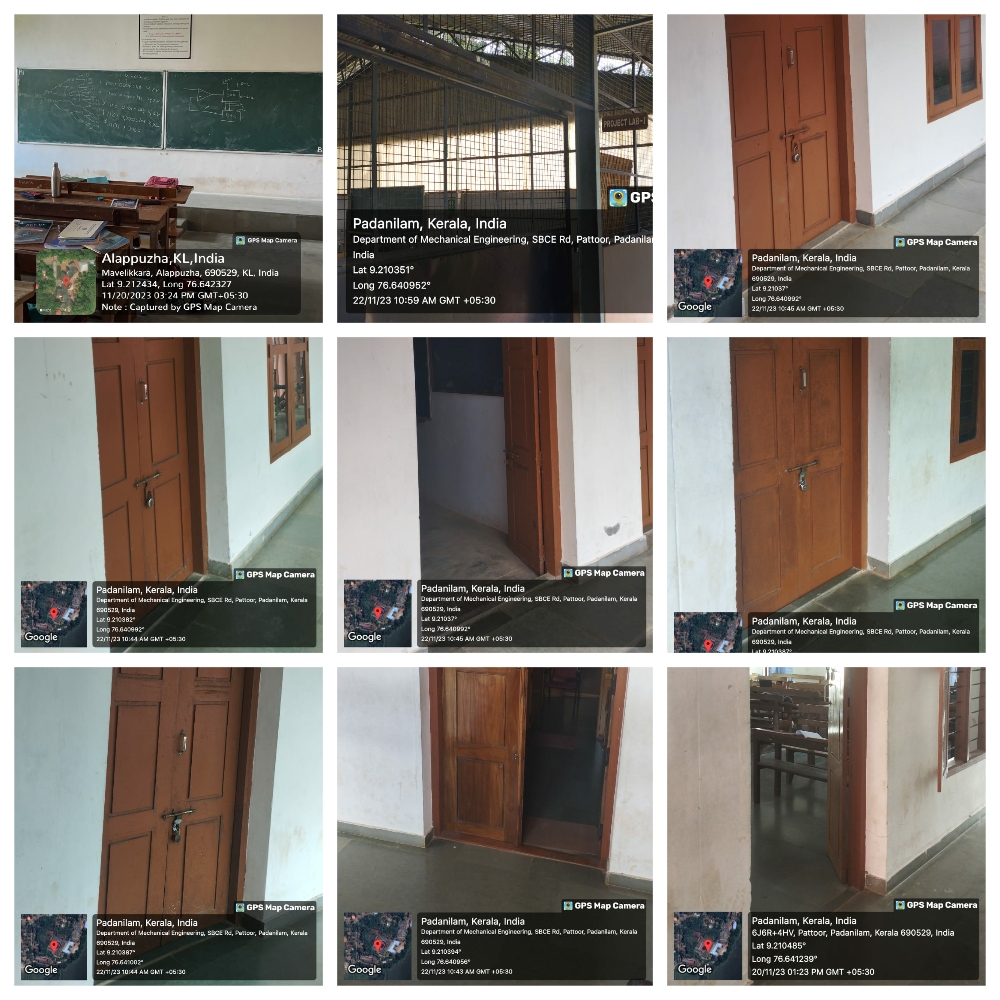 GPS Map Camera
Alappuzha,KL,India
Mavelikkara, Alappuzha, 690529, KL, India
Lat 9.212434, Long 76.642327
11/20/2023 03:24 PM GMT+05:30
Note : Captured by GPS Map Camera
PROJECT LAB-I
GPS
Padanilam, Kerala, India
Department of Mechanical Engineering, SBCE Rd, Pattoor, Padanilam
India
Lat 9.210351°
Long 76.640952°
22/11/23 10:59 AM GMT +05:30
GPS Map Camera
Padanilam, Kerala, India
Department of Mechanical Engineering, SBCE Rd, Pattoor, Padanilam, Kerala
690529, India
Lat 9.21037°
Long 76.640992°
22/11/23 10:45 AM GMT +05:30
Google
GPS Map Camera
Padanilam, Kerala, India
Department of Mechanical Engineering, SBCE Rd, Pattoor, Padanilam, Kerala
690529, India
Lat 9.210382°
Long 76.640992°
22/11/23 10:44 AM GMT +05:30
Google
GPS Map Camera
Padanilam, Kerala, India
Department of Mechanical Engineering, SBCE Rd, Pattoor, Padanilam, Kerala
690529, India
Lat 9.21037°
Long 76.640992°
22/11/23 10:45 AM GMT +05:30
Google
GPS Map Camera
Padanilam, Kerala, India
Department of Mechanical Engineering, SBCE Rd, Pattoor, Padanilam, Kerala
690529, India
Lat 9.210387°
GPS Map Camera
Padanilam, Kerala, India
Department of Mechanical Engineering, SBCE Rd, Pattoor, Padanilam, Kerala
690529, India
Lat 9.210387°
Long 76.641002°
22/11/23 10:44 AM GMT +05:30
Google
GPS Map Camera
Padanilam, Kerala, India
Department of Mechanical Engineering, SBCE Rd, Pattoor, Padanilam, Kerala
690529, India
Lat 9.210394°
Long 76.640956°
22/11/23 10:43 AM GMT +05:30
Google
GPS Map Camera
Padanilam, Kerala, India
6J6R+4HV, Pattoor, Padanilam, Kerala 690529, India
Lat 9.210485°
Long 76.641239°
20/11/23 01:23 PM GMT +05:30
Google